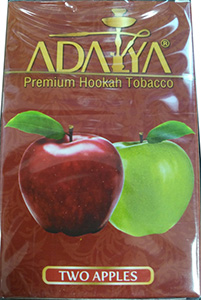 ADALYA®
Premium Hookah Tobacco
TWO APPLES